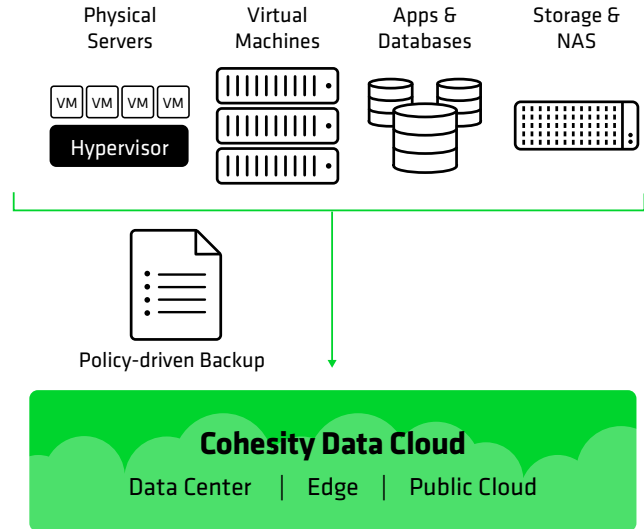 Physical
Servers
Virtual
Machines
Apps &
Databases
Storage &
NAS
VM VM VM VM
Hypervisor
Policy-driven Backup
Cohesity Data Cloud
Data Center | Edge | Public Cloud